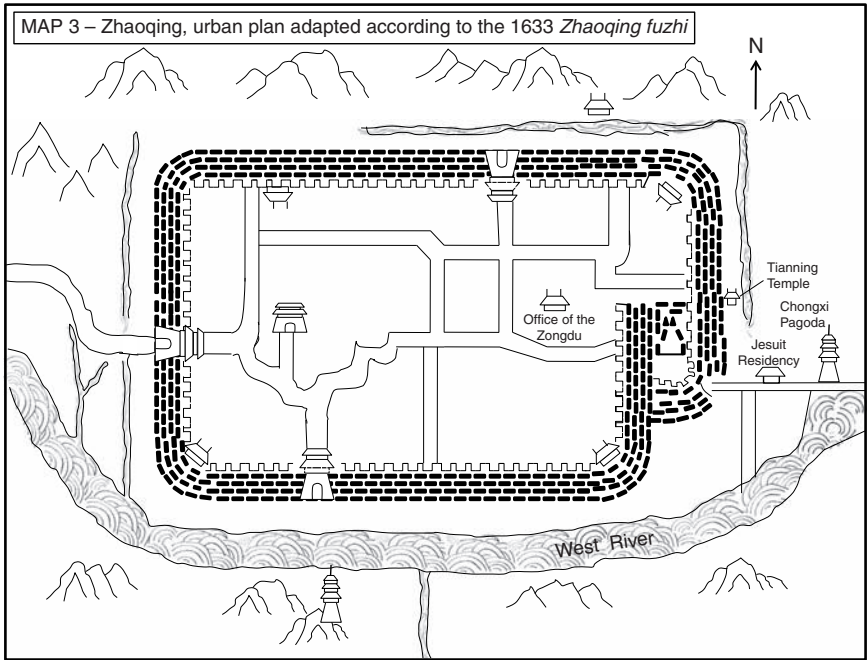 MAP 3 – Zhaoqing, urban plan adapted according to the 1633 Zhaoqing fuzhi
N
Tianning
Temple
Chongxi
Pagoda
Office of the
Zongdu
Jesuit
Residency
West River